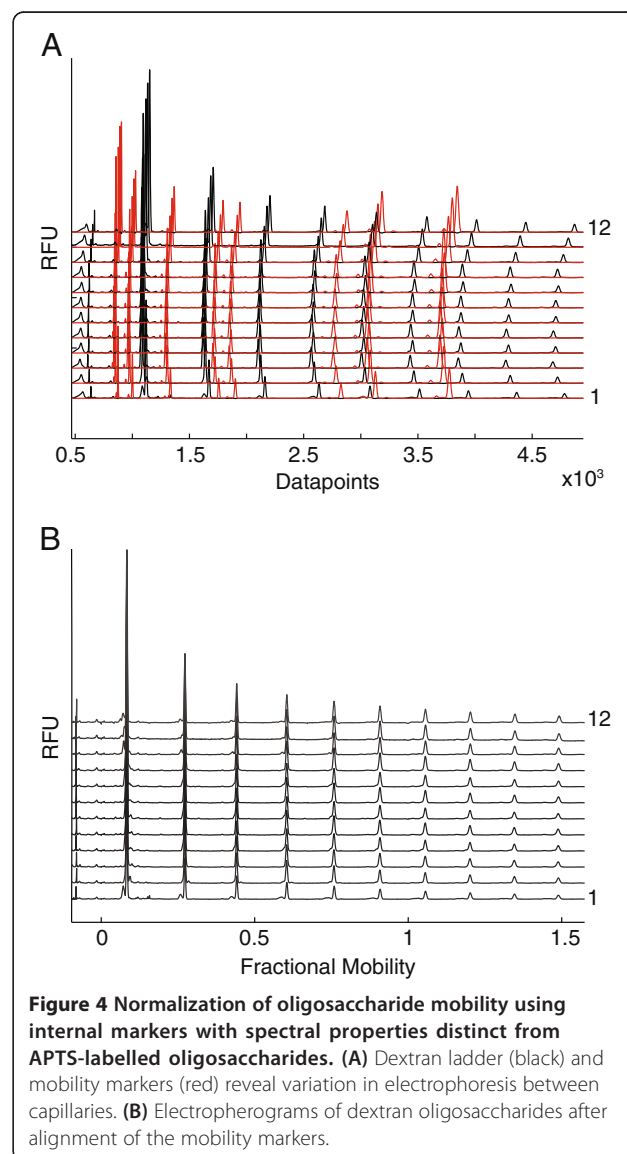 A
RFU
12
1
0.5 1.5 2.5 3.5 4.5
Datapoints x10³
B
RFU
12
1
0 0.5 1 1.5
Fractional Mobility
Figure 4 Normalization of oligosaccharide mobility using
internal markers with spectral properties distinct from
APTS-labelled oligosaccharides. (A) Dextran ladder (black) and
mobility markers (red) reveal variation in electrophoresis between
capillaries. (B) Electropherograms of dextran oligosaccharides after
alignment of the mobility markers.